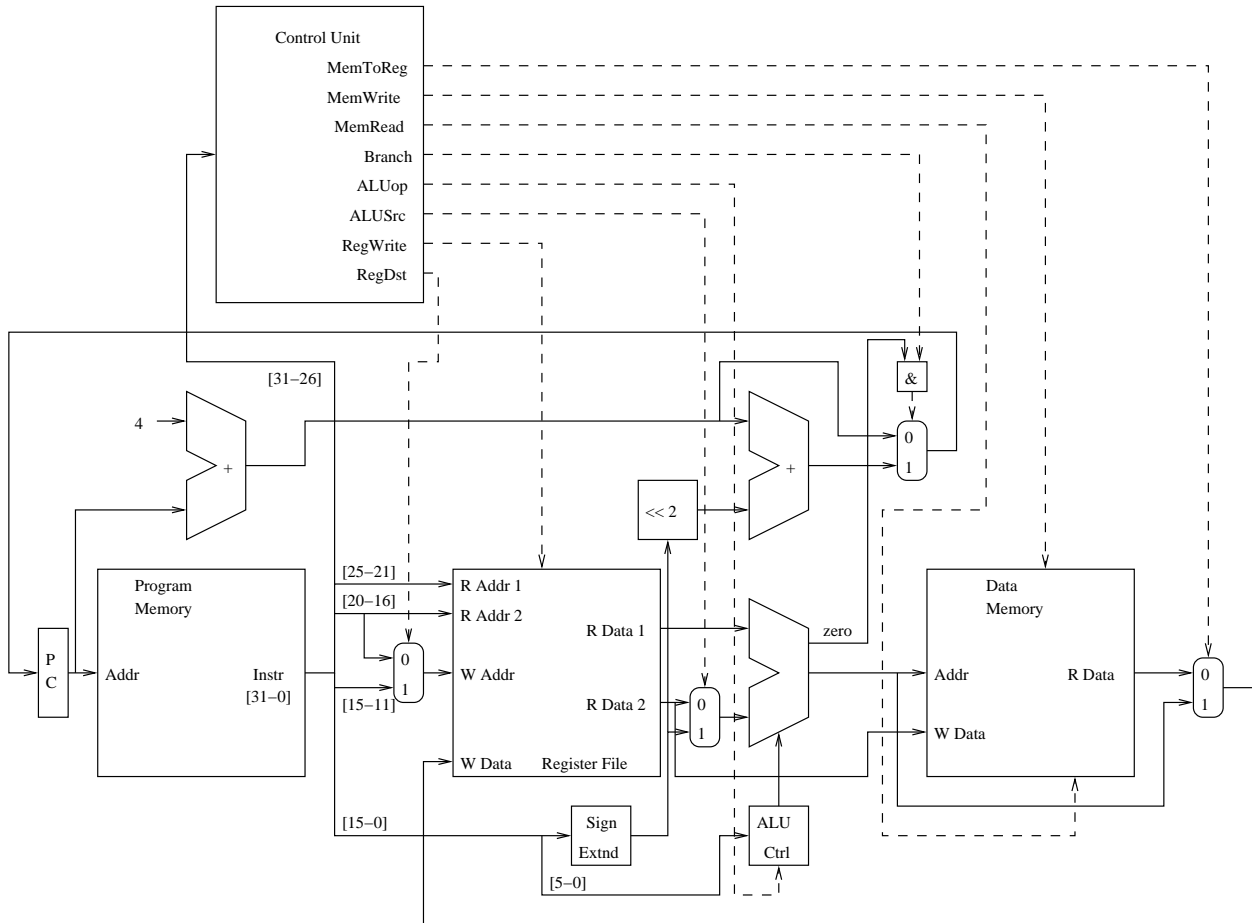 Control Unit
MemToReg
MemWrite
MemRead
Branch
ALUop
ALUSrc
RegWrite
RegDst
[31−26]
4
+
&
0
1
+
<< 2
Program
Memory
Addr
Instr
[31−0]
P
C
[25−21]
[20−16]
[15−11]
0
1
R Addr 1
R Addr 2
W Addr
W Data
R Data 1
R Data 2
Register File
0
1
zero
Data
Memory
Addr
R Data
W Data
0
1
[15−0]
Sign
Extnd
[5−0]
ALU
Ctrl